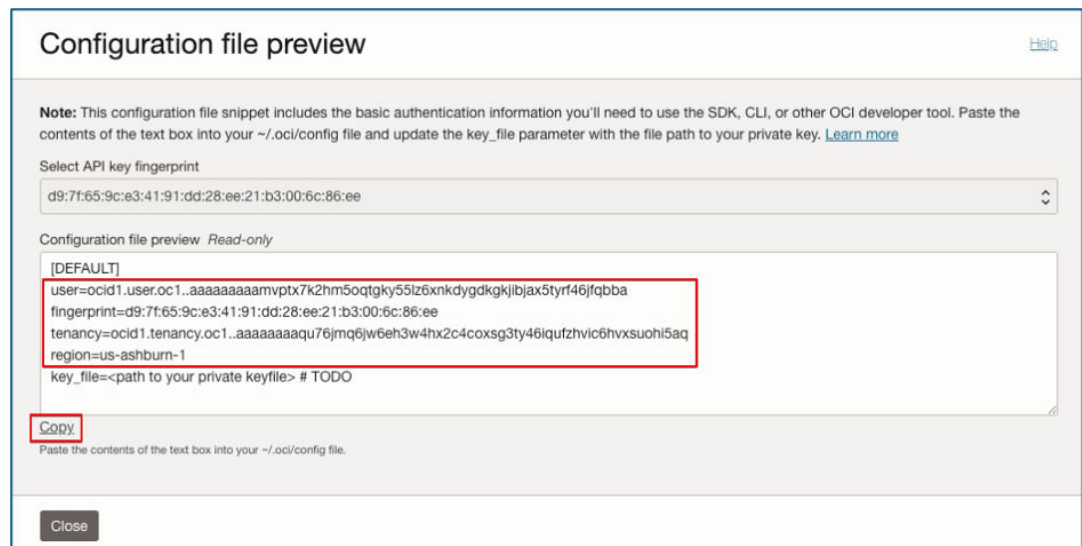 Configuration file preview
Help
Note: This configuration file snippet includes the basic authentication information you'll need to use the SDK, CLI, or other OCI developer tool. Paste the
contents of the text box into your ~/.oci/config file and update the key_file parameter with the file path to your private key. Learn more
Select API key fingerprint
d9:7f:65:9c:e3:41:91:dd:28:ee:21:b3:00:6c:86:ee
Configuration file preview Read-only
[DEFAULT]
user=ocid1.user.oc1..aaaaaaaaamvptx7k2hm5oqtgky55lz6xnkdygdkgkjibjax5tyrf46jfqbba
fingerprint=d9:7f:65:9c:e3:41:91:dd:28:ee:21:b3:00:6c:86:ee
tenancy=ocid1.tenancy.oc1..aaaaaaaaqu76jmq6jw6eh3w4hx2c4coxsg3ty46iqufzhvic6hvxsuohi5aq
region=us-ashburn-1
key_file=<path to your private keyfile> # TODO
Copy
Paste the contents of the text box into your ~/.oci/config file.
Close